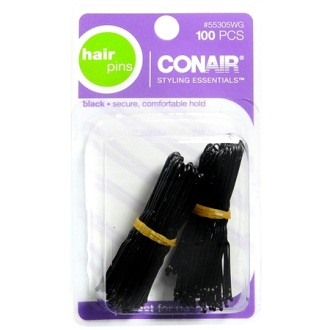 #55305WG
100 PCS
hair
pins
CONAIR®
STYLING ESSENTIALS™
black • secure, comfortable hold